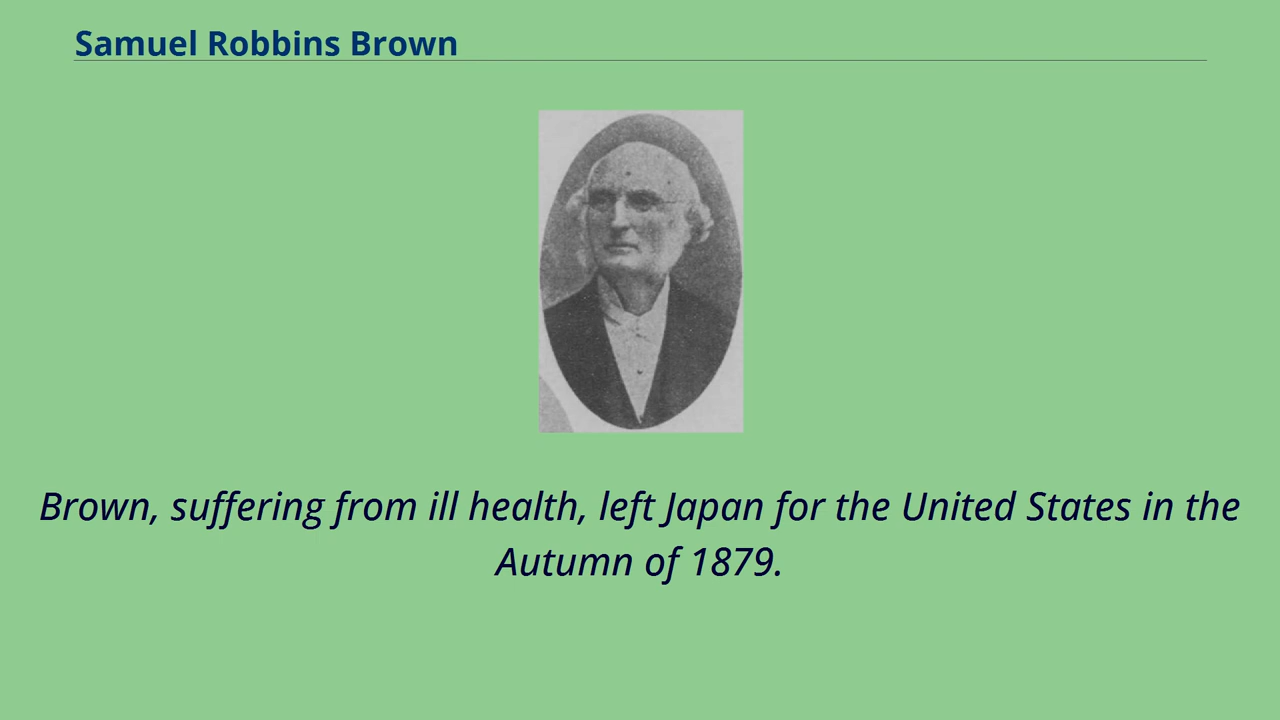 Samuel Robbins Brown
Brown, suffering from ill health, left Japan for the United States in the
Autumn of 1879.